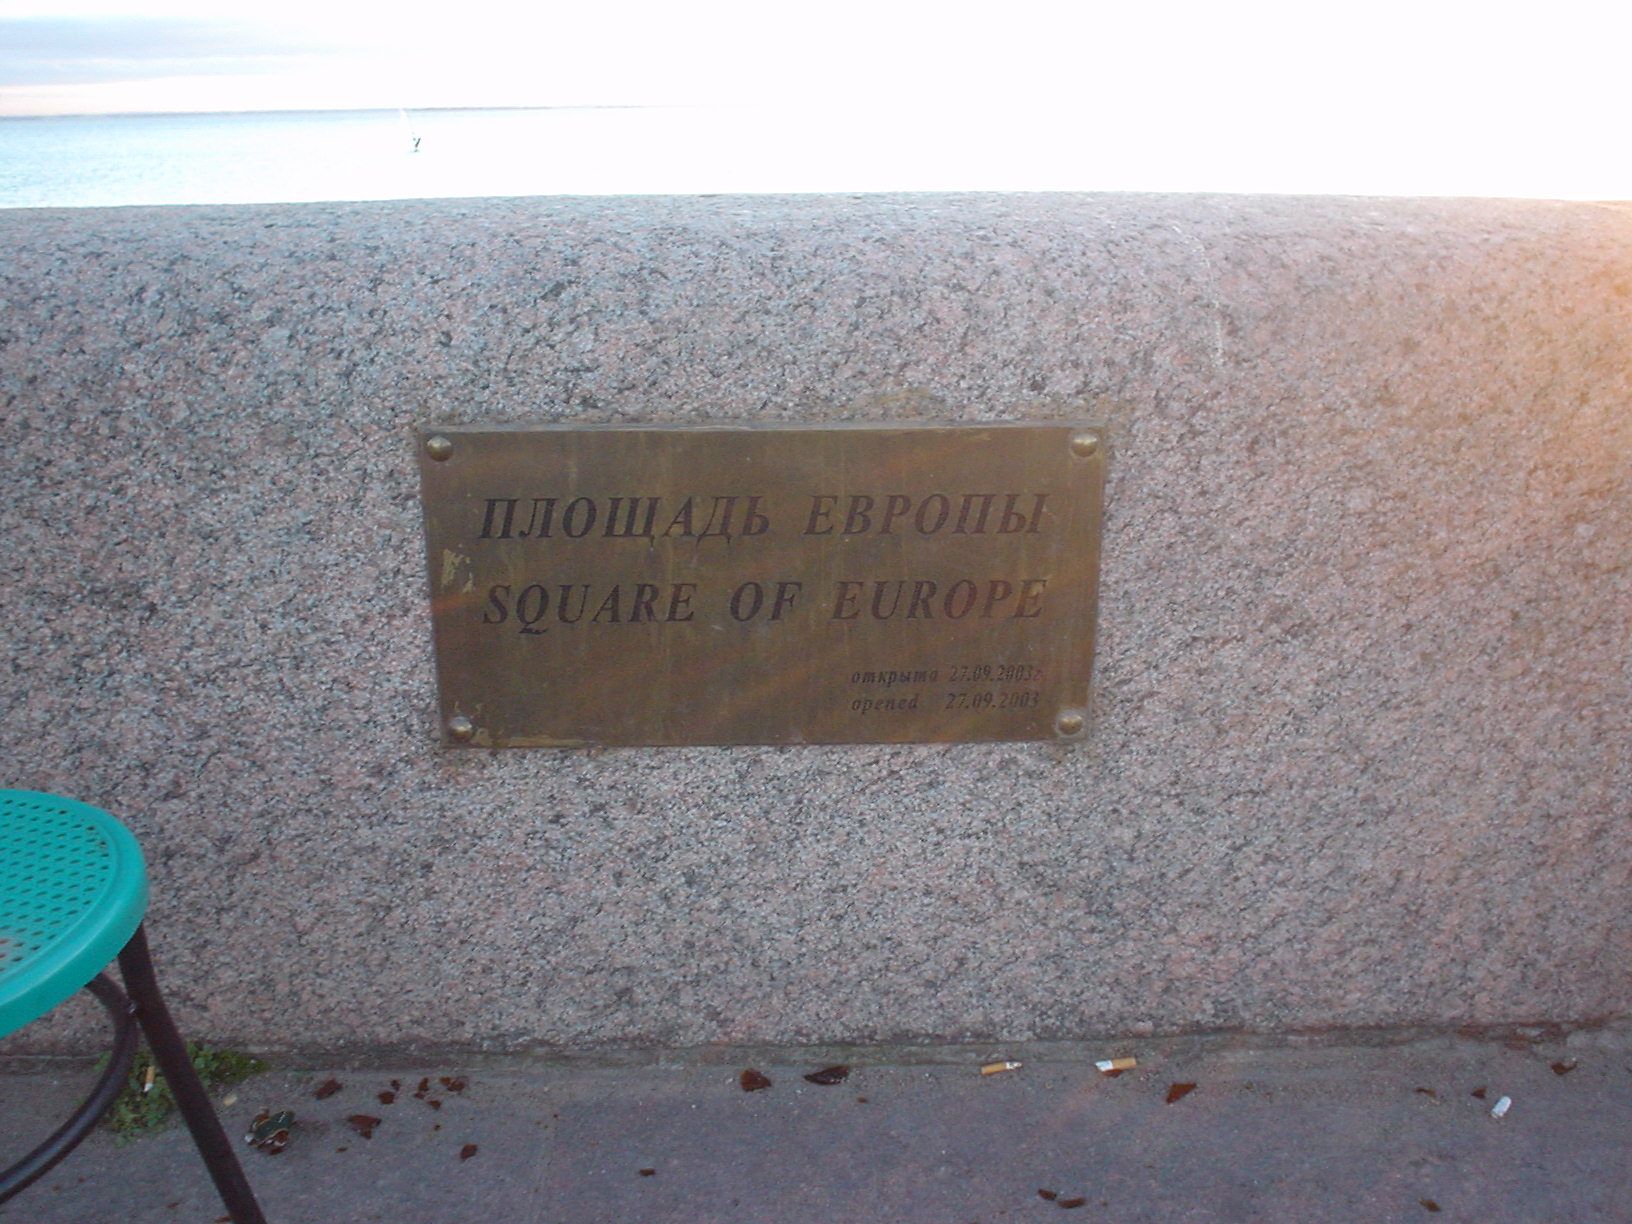 ПЛОЩАДЬ ЕВРОПЫ
SQUARE OF EUROPE
открыта 27.09.2003г
opened 27.09.2003